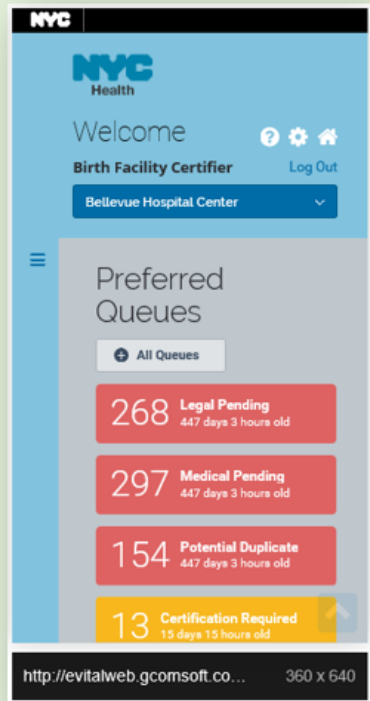 NYC
NYC
Health
Welcome
Birth Facility Certifier
Log Out
Bellevue Hospital Center
Preferred
Queues
All Queues
268 Legal Pending
447 days 3 hours old
297 Medical Pending
447 days 3 hours old
154 Potential Duplicate
447 days 3 hours old
13 Certification Required
15 days 15 hours old
http://evitalweb.gcomsoft.co... 360 x 640